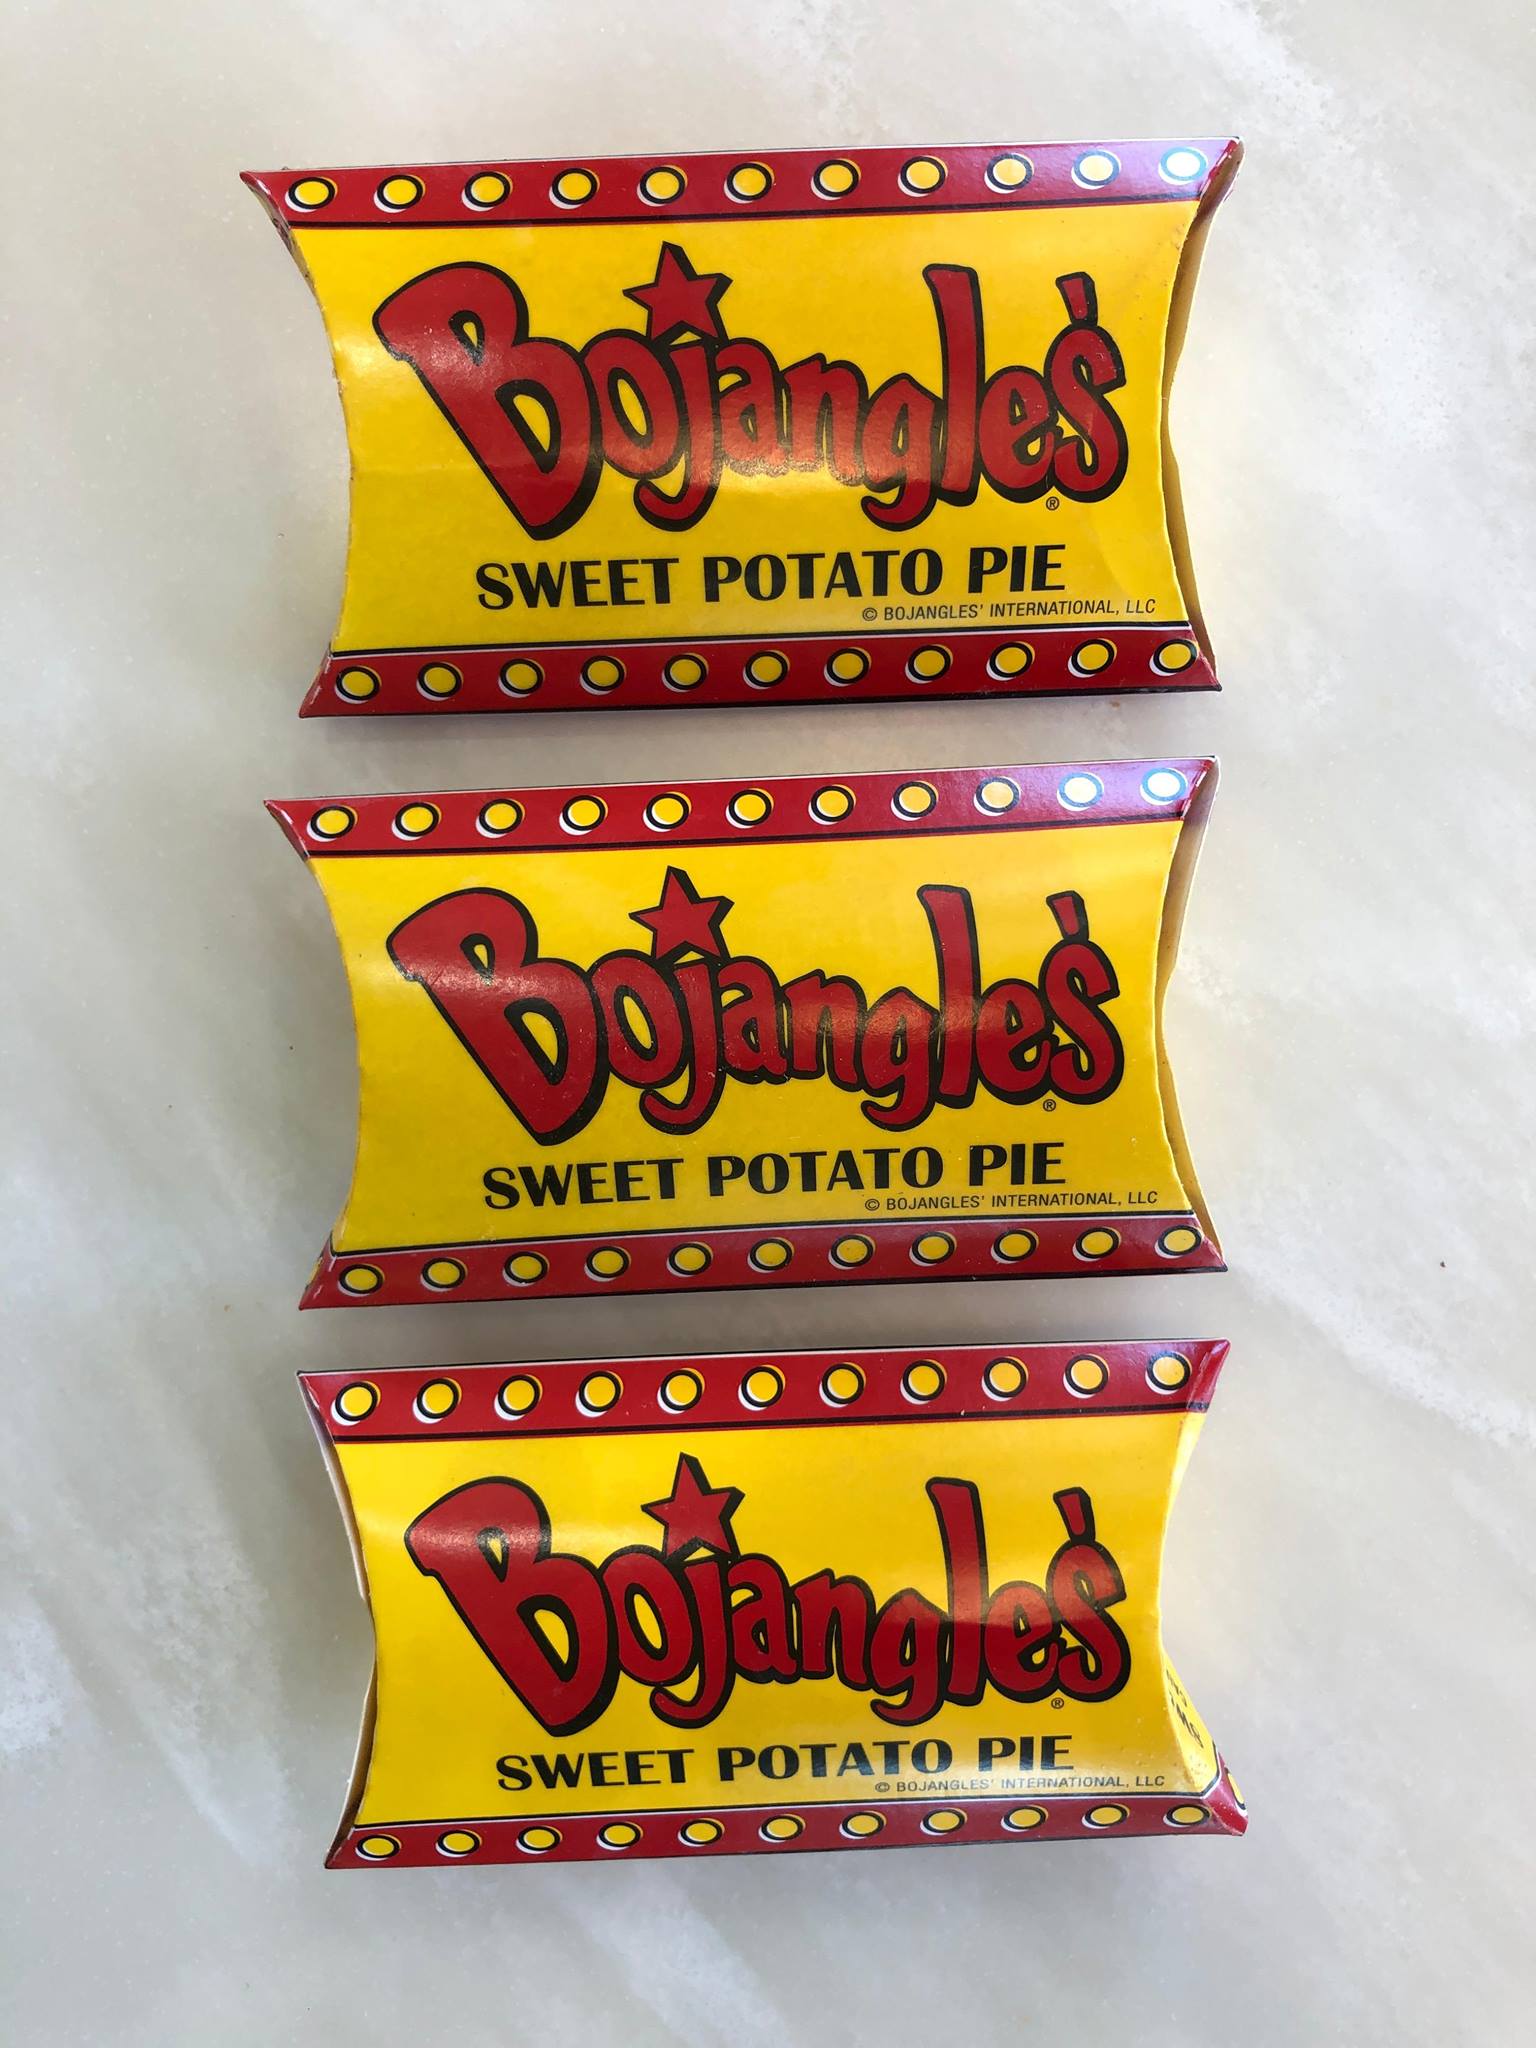 Bojangles'
®
SWEET POTATO PIE
© BOJANGLES' INTERNATIONAL, LLC
Bojangles'
®
SWEET POTATO PIE
© BOJANGLES' INTERNATIONAL, LLC
Bojangles'
®
SWEET POTATO PIE
© BOJANGLES' INTERNATIONAL, LLC